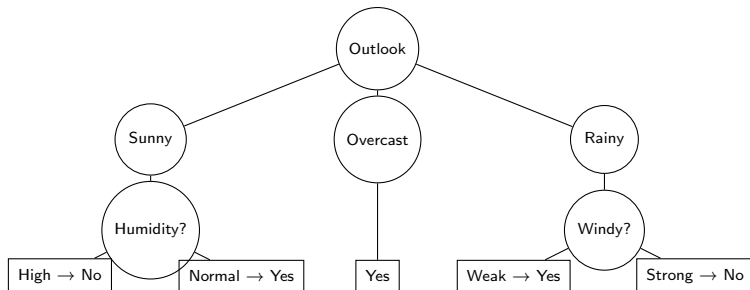 Outlook
Sunny
Overcast
Rainy
Humidity?
Windy?
High → No
Normal → Yes
Yes
Weak → Yes
Strong → No